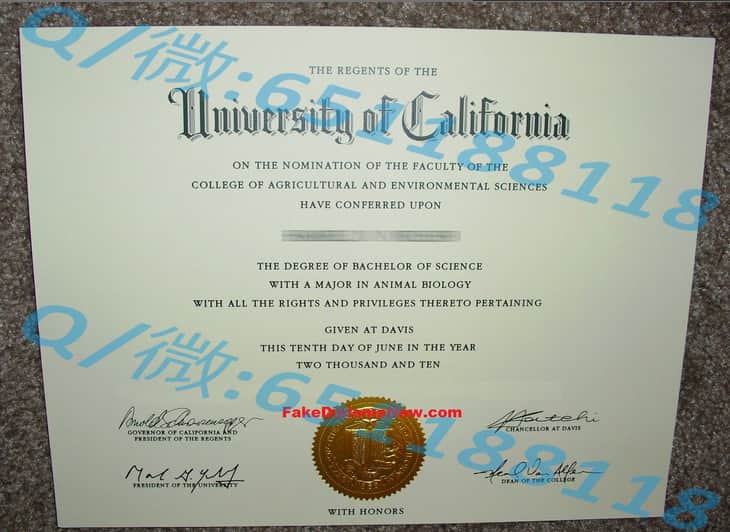 Q/微:651188118
THE REGENTS OF THE
University of California
ON THE NOMINATION OF THE FACULTY OF THE
COLLEGE OF AGRICULTURAL AND ENVIRONMENTAL SCIENCES
HAVE CONFERRED UPON
THE DEGREE OF BACHELOR OF SCIENCE
WITH A MAJOR IN ANIMAL BIOLOGY
WITH ALL THE RIGHTS AND PRIVILEGES THERETO PERTAINING
GIVEN AT DAVIS
THIS TENTH DAY OF JUNE IN THE YEAR
TWO THOUSAND AND TEN
Q/微:651188118
FakeDiplomaNow.com
GOVERNOR OF CALIFORNIA AND
PRESIDENT OF THE REGENTS
CHANCELLOR AT DAVIS
PRESIDENT OF THE UNIVERSITY
DEAN OF THE COLLEGE
WITH HONORS